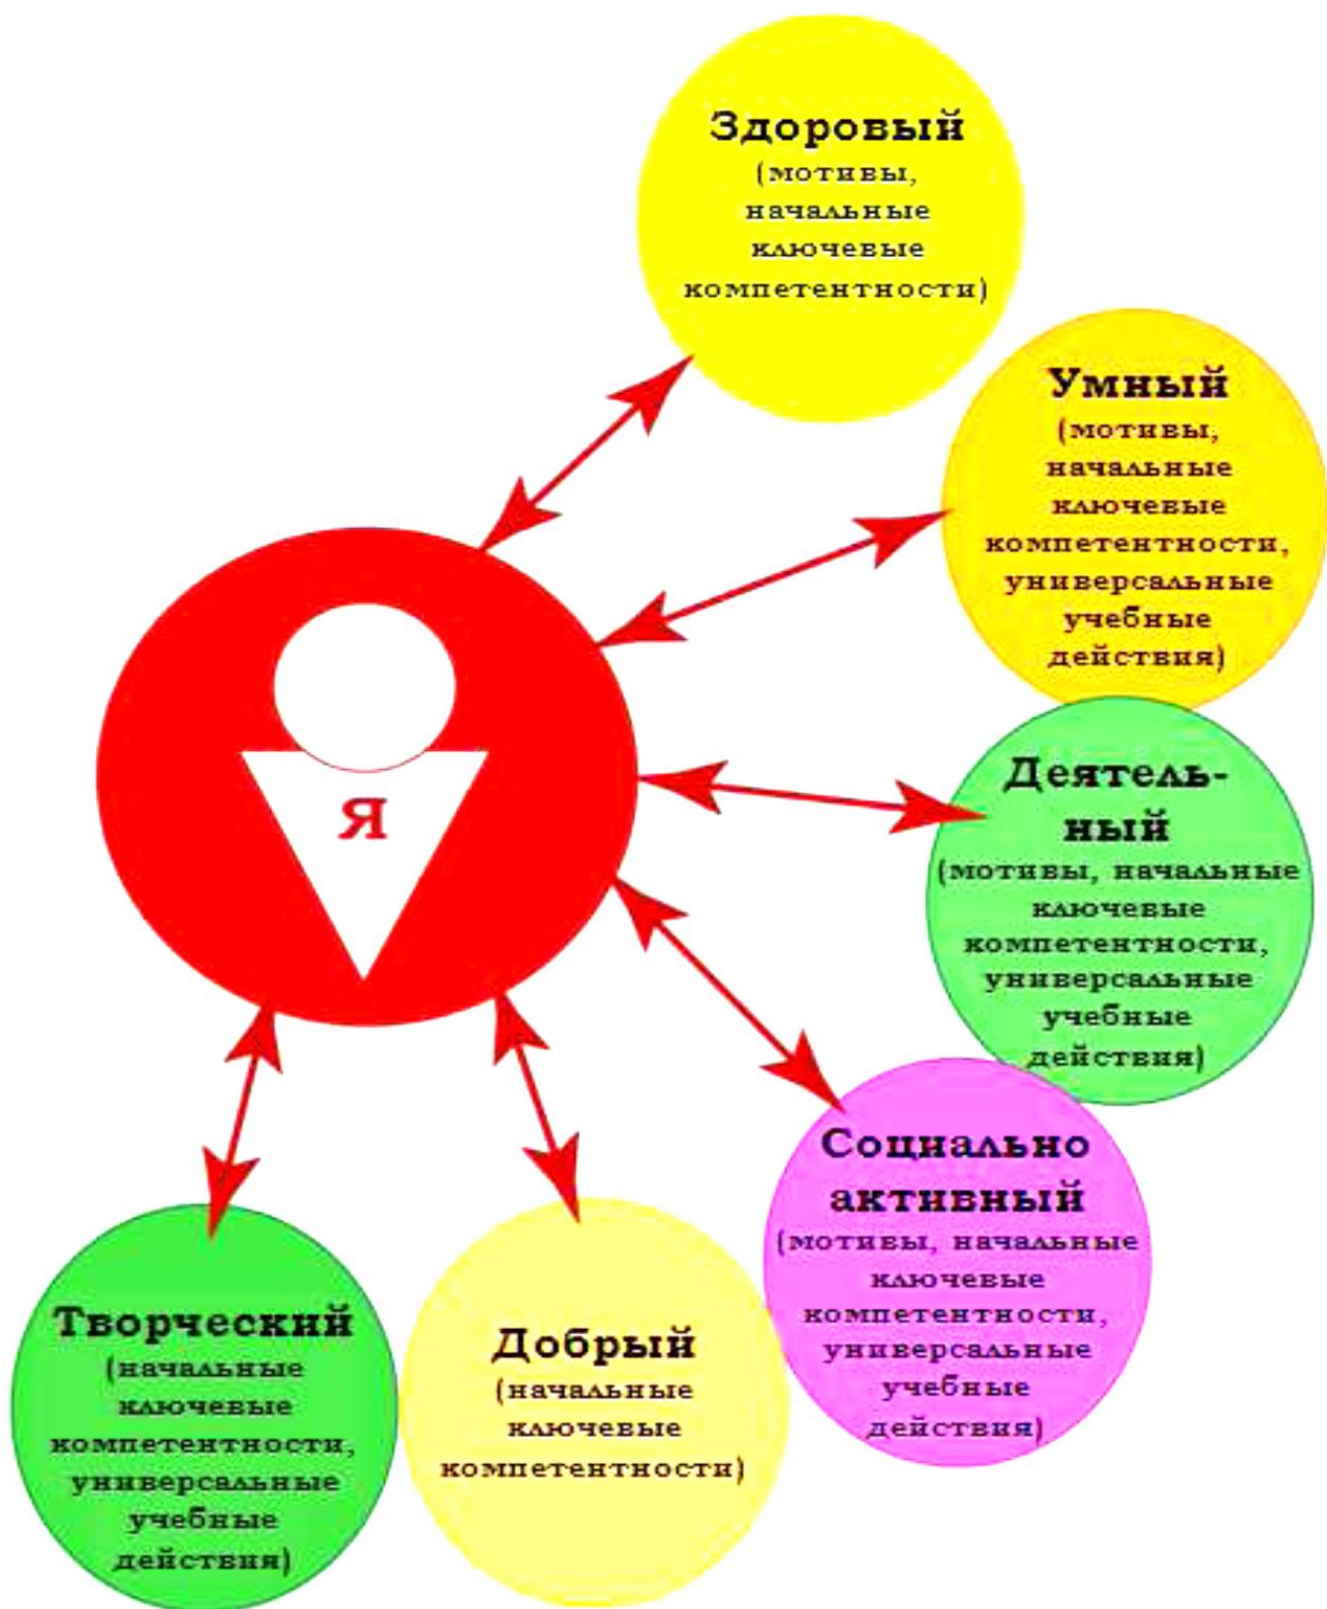 Здоровый
(мотивы,
начальные
ключевые
компетентности)
Умный
(мотивы,
начальные
ключевые
компетентности,
универсальные
учебные
действия)
Деятель-
ный
(мотивы, начальные
ключевые
компетентности,
универсальные
учебные
действия)
Я
Социально
активный
(мотивы, начальные
ключевые
компетентности,
универсальные
учебные
действия)
Добрый
(начальные
ключевые
компетентности)
Творческий
(начальные
ключевые
компетентности,
универсальные
учебные
действия)